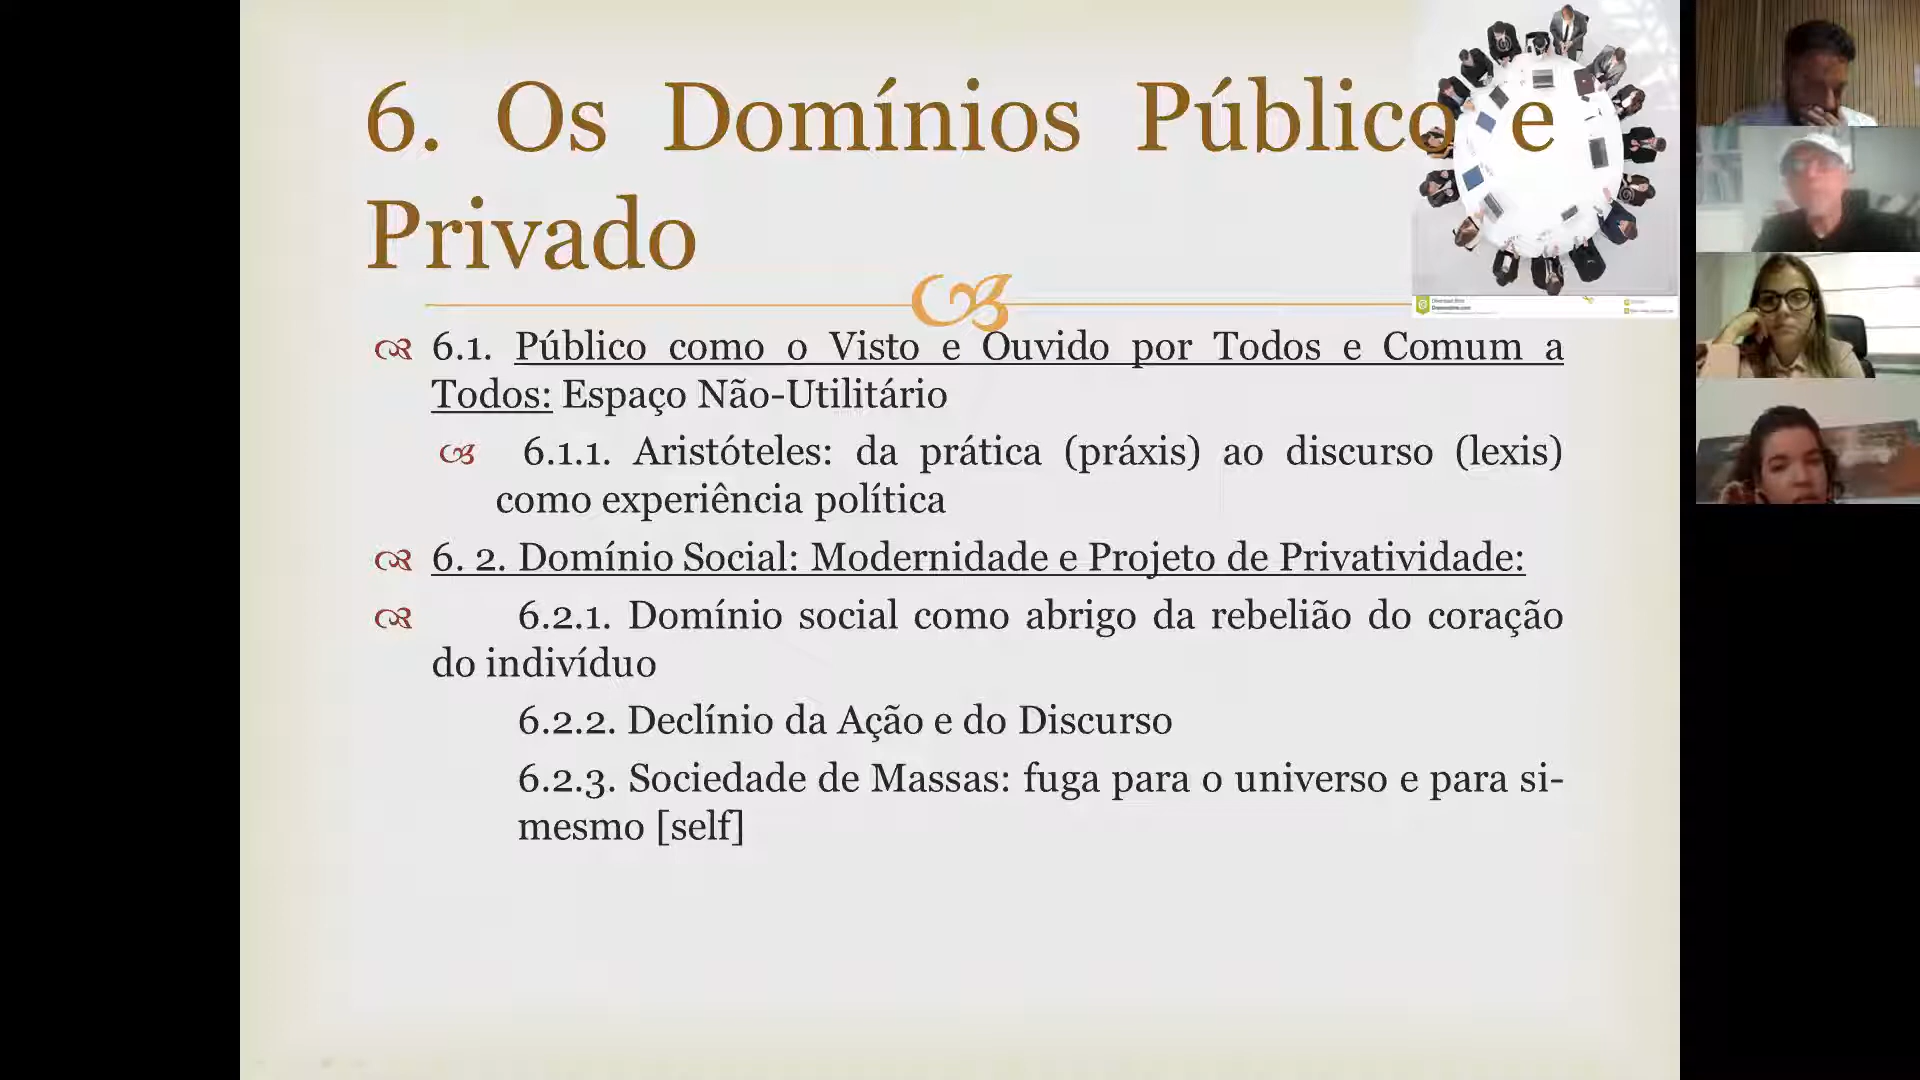 6. Os Domínios Público e
Privado
6.1. Público como o Visto e Ouvido por Todos e Comum a
Todos: Espaço Não-Utilitário
6.1.1. Aristóteles: da prática (práxis) ao discurso (lexis)
como experiência política
6. 2. Domínio Social: Modernidade e Projeto de Privatividade:
6.2.1. Domínio social como abrigo da rebelião do coração
do indivíduo
6.2.2. Declínio da Ação e do Discurso
6.2.3. Sociedade de Massas: fuga para o universo e para si-
mesmo [self]